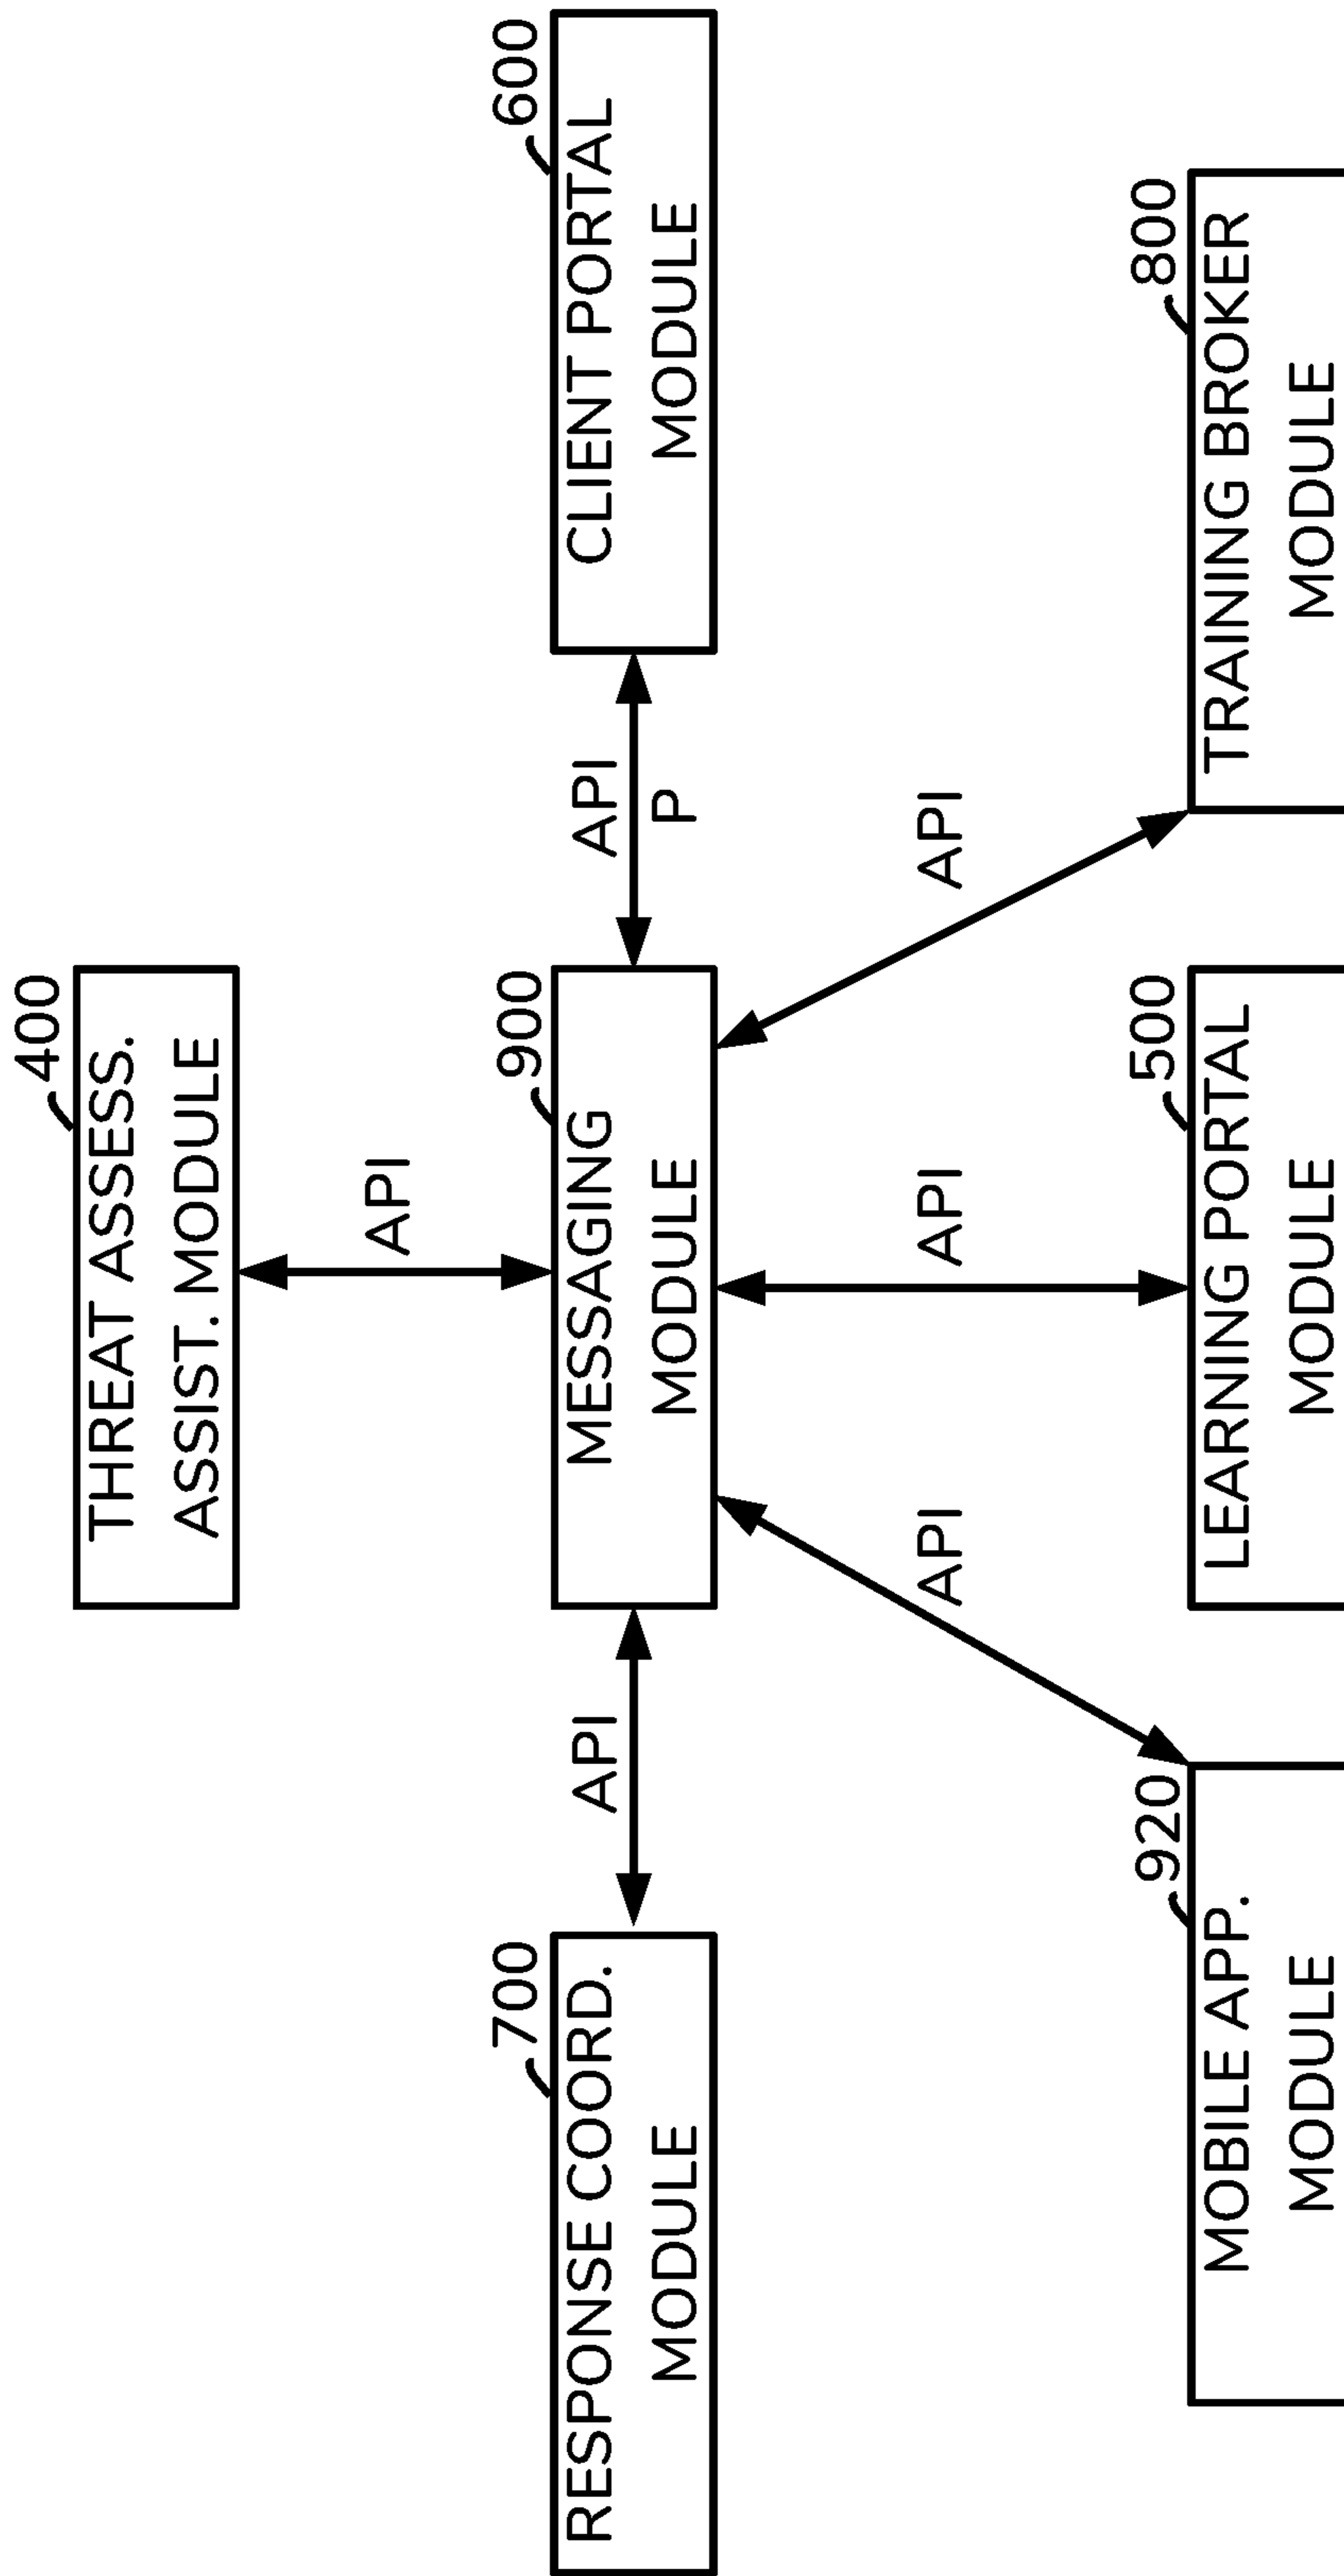 400
THREAT ASSESS.
ASSIST. MODULE
API
700
RESPONSE COORD.
MODULE
API
900
MESSAGING
MODULE
API
P
600
CLIENT PORTAL
MODULE
API
API
API
920
MOBILE APP.
MODULE
500
LEARNING PORTAL
MODULE
800
TRAINING BROKER
MODULE